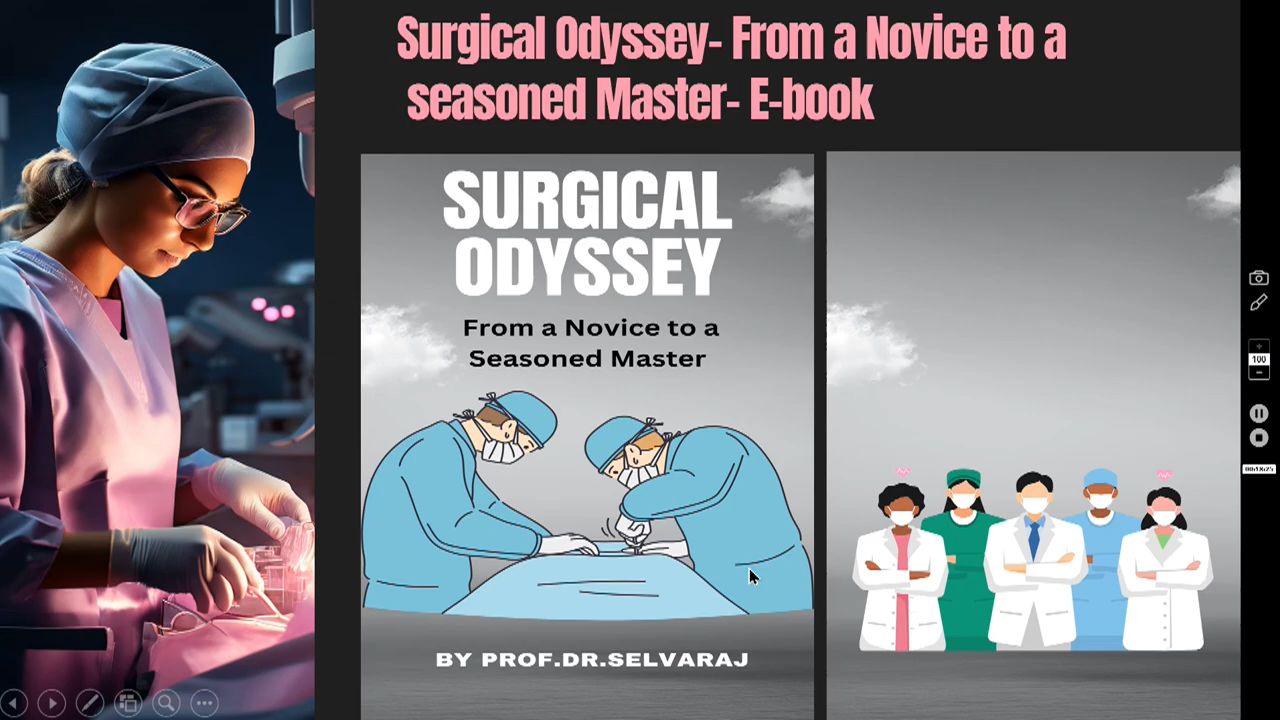 Surgical Odyssey- From a Novice to a
seasoned Master- E-book
SURGICAL
ODYSSEY
From a Novice to a
Seasoned Master
BY PROF.DR.SELVARAJ
100